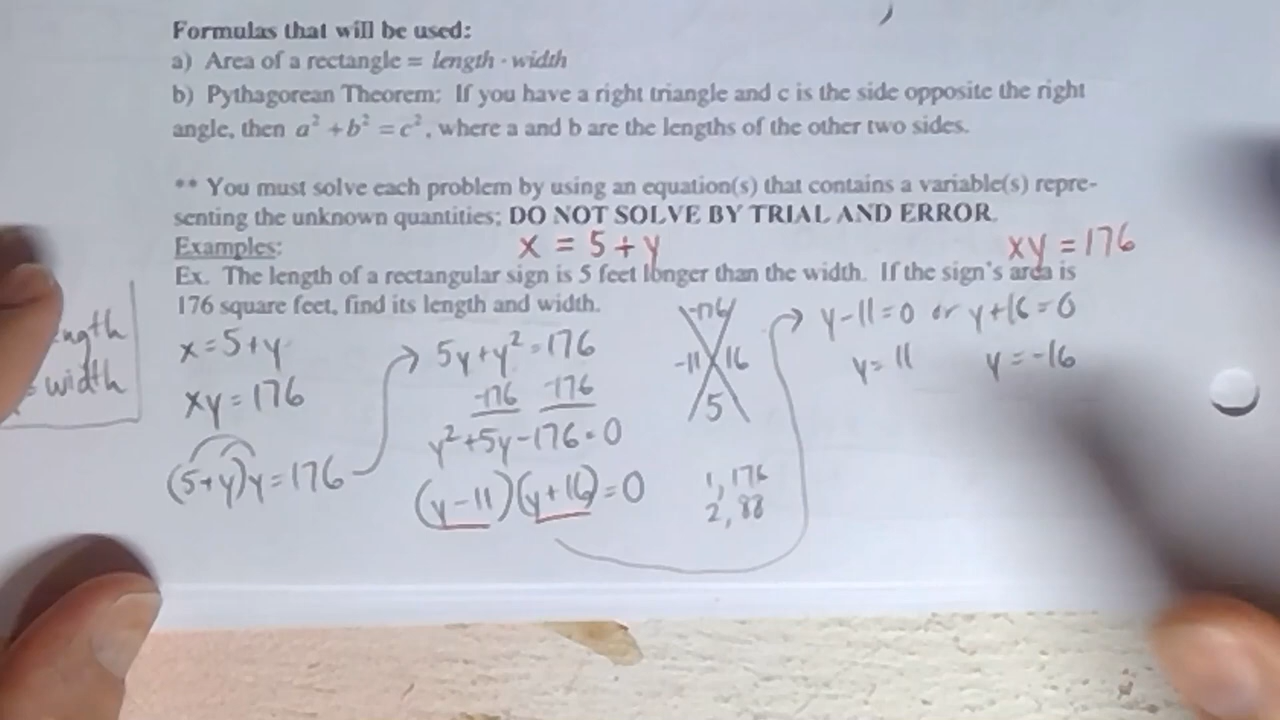 Formulas that will be used:
a) Area of a rectangle = length · width
b) Pythagorean Theorem: If you have a right triangle and c is the side opposite the right
angle, then a² + b² = c², where a and b are the lengths of the other two sides.
** You must solve each problem by using an equation(s) that contains a variable(s) repre-
senting the unknown quantities; DO NOT SOLVE BY TRIAL AND ERROR.
Examples:
x = 5 + y
xy = 176
Ex. The length of a rectangular sign is 5 feet longer than the width. If the sign's area is
176 square feet, find its length and width.
= width
x = 5 + y
xy = 176
(5+y)y = 176
5y + y² = 176
-176 -176
y² + 5y - 176 = 0
(y - 11)(y + 16) = 0
-176
-11 16
5
1, 176
2, 88
y - 11 = 0 or y + 16 = 0
y = 11 y = -16